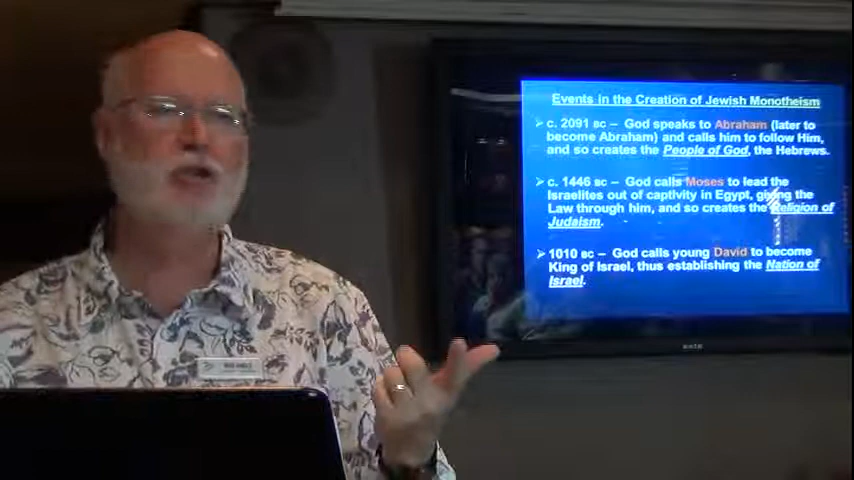 Events in the Creation of Jewish Monotheism
➢ c. 2091 BC – God speaks to Abraham (later to
become Abraham) and calls him to follow Him,
and so creates the People of God, the Hebrews.
➢ c. 1446 BC – God calls Moses to lead the
Israelites out of captivity in Egypt, giving the
Law through him, and so creates the Religion of
Judaism.
➢ 1010 BC – God calls young David to become
King of Israel, thus establishing the Nation of
Israel.